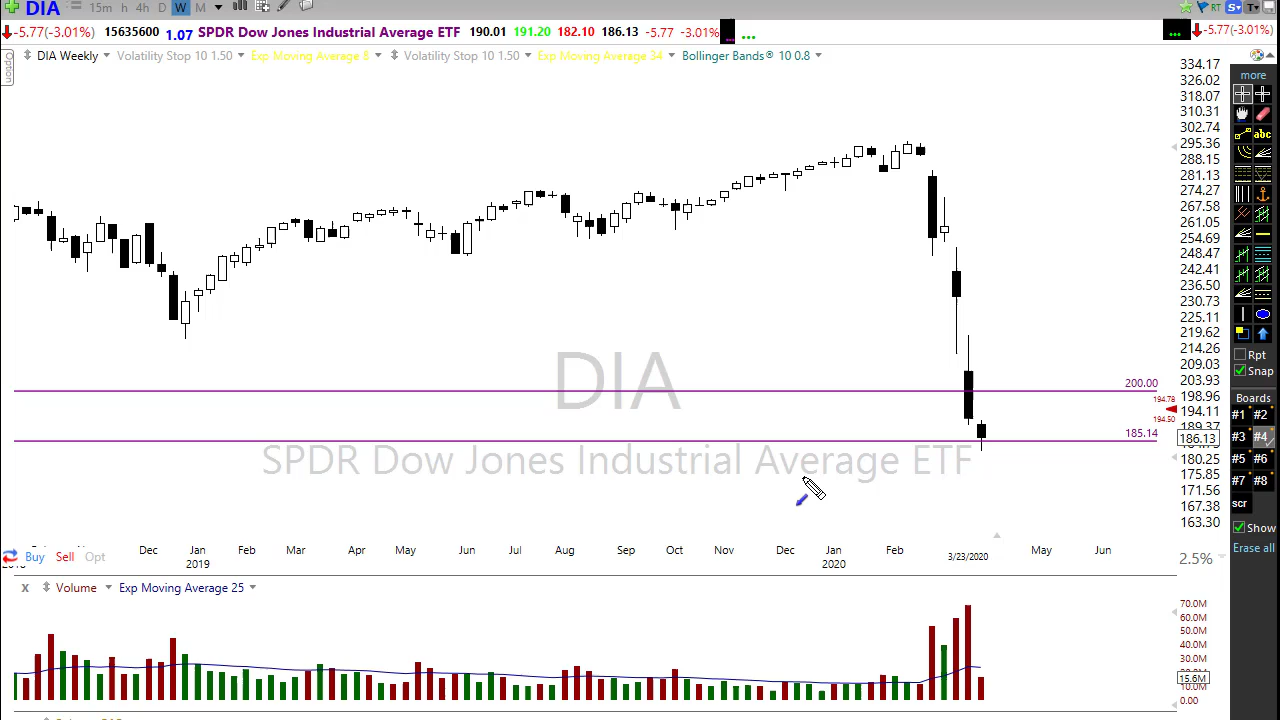 DIA 15m h 4h D W M RT S T
-5.77(-3.01%) 15635600 1.07 SPDR Dow Jones Industrial Average ETF 190.01 191.20 182.10 186.13 -5.77 -3.01% ... ... -5.77(-3.01%)
Option
DIA Weekly Volatility Stop 10 1.50 Exp Moving Average 8 Volatility Stop 10 1.50 Exp Moving Average 34 Bollinger Bands® 10 0.8
334.17
326.02
318.07
310.31
302.74
295.36
288.15
281.13
274.27
267.58
261.05
254.69
248.47
242.41
236.50
230.73
225.11
219.62
214.26
209.03
203.93
198.96
194.11
189.37
186.13
180.25
175.85
171.56
167.38
163.30
200.00
194.78
194.50
185.14
DIA
SPDR Dow Jones Industrial Average ETF
more
abc
Rpt
Snap
Boards
#1 #2
#3 #4
#5 #6
#7 #8
scr
Show
Erase all
Dec Jan Feb Mar Apr May Jun Jul Aug Sep Oct Nov Dec Jan Feb 3/23/2020 May Jun
2019 2020
Buy Sell Opt
2.5%
X Volume Exp Moving Average 25
70.0M
60.0M
50.0M
40.0M
30.0M
15.6M
10.0M
0.00